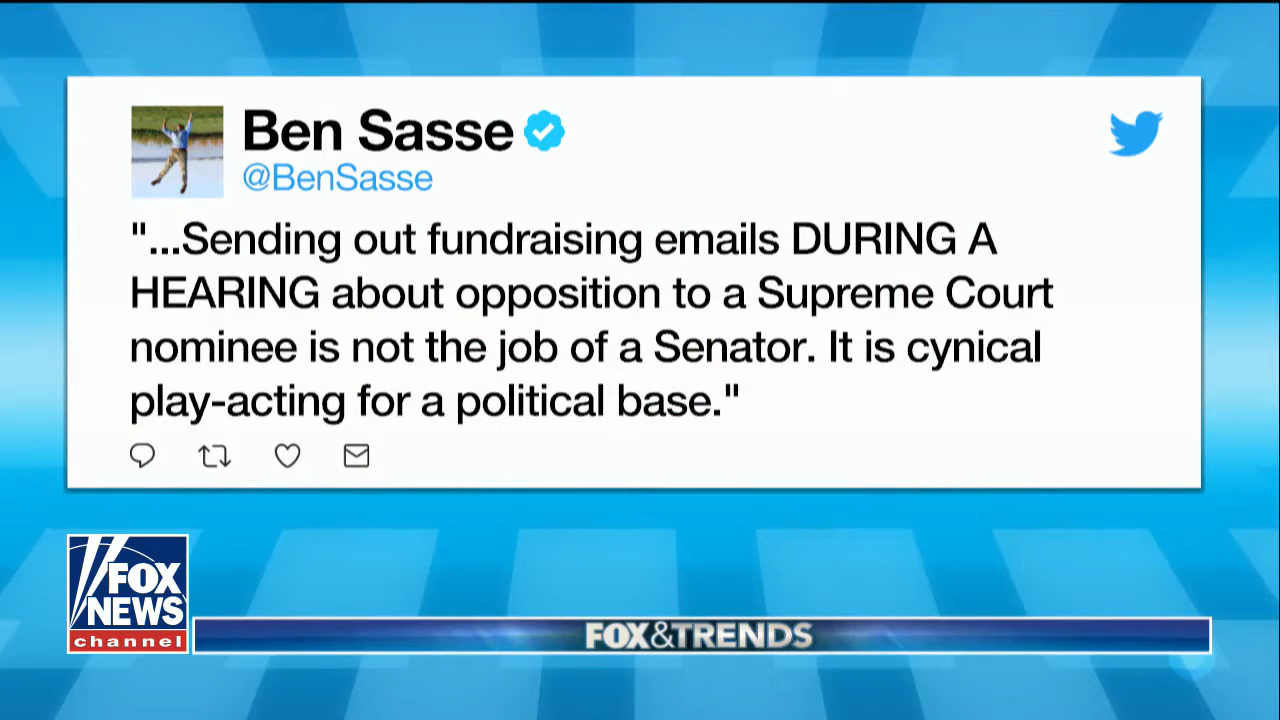 Ben Sasse
@BenSasse
"...Sending out fundraising emails DURING A
HEARING about opposition to a Supreme Court
nominee is not the job of a Senator. It is cynical
play-acting for a political base."
FOX
NEWS
channel
FOX&TRENDS